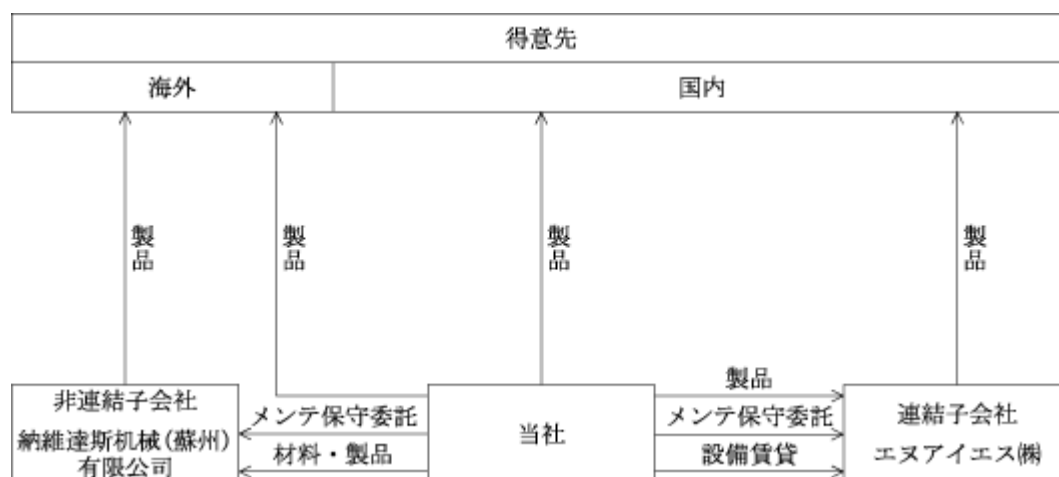 得意先
海外
国内
製品
製品
製品
製品
非連結子会社
納維達斯机械(蘇州)
有限公司
メンテ保守委託
材料・製品
当社
製品
メンテ保守委託
設備賃貸
連結子会社
エヌアイエス㈱